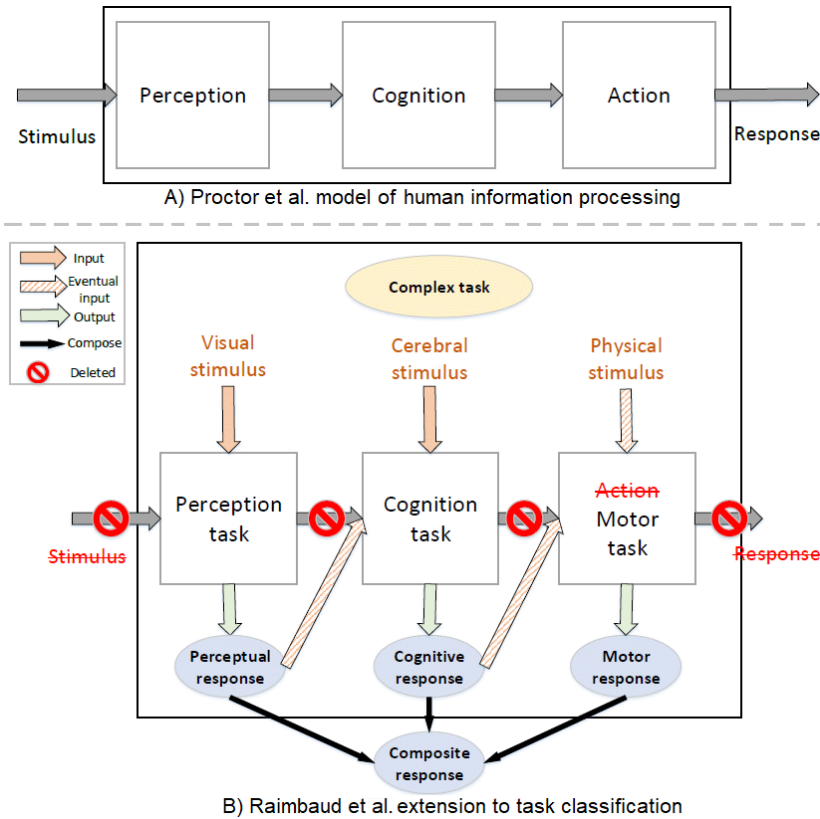 Perception
Cognition
Action
Stimulus
Response
A) Proctor et al. model of human information processing
Input
Eventual
input
Output
Compose
Deleted
Complex task
Visual
stimulus
Cerebral
stimulus
Physical
stimulus
Perception
task
Cognition
task
Action
Motor
task
Stimulus
Response
Perceptual
response
Cognitive
response
Motor
response
Composite
response
B) Raimbaud et al. extension to task classification